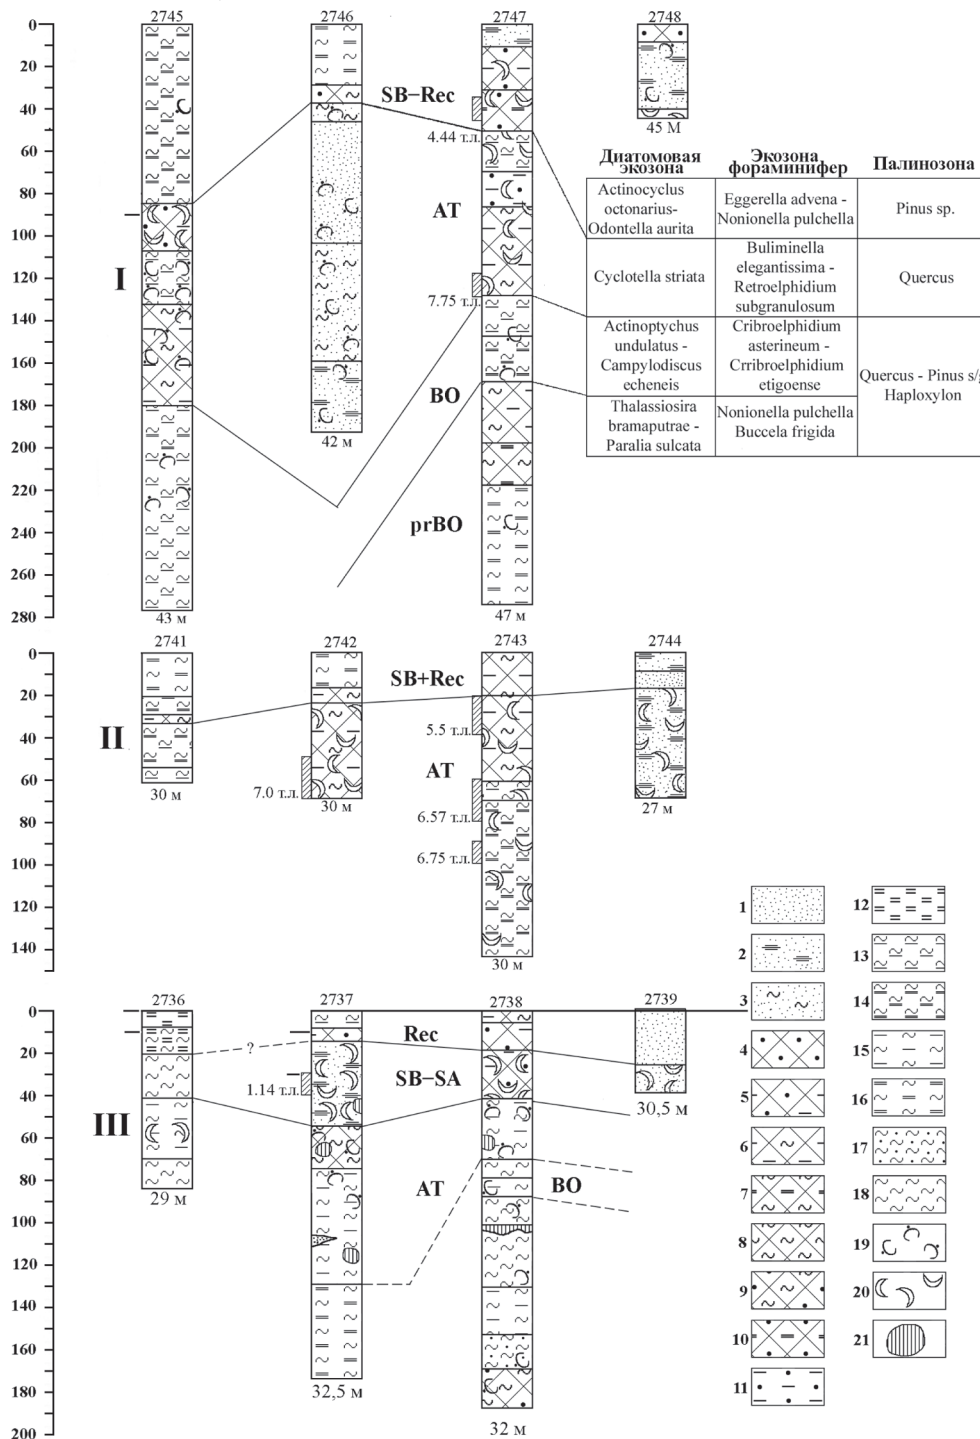 2745
2746
2747
2748
0
20
40
60
80
100
120
140
160
180
200
220
240
260
280
I
SB–Rec
AT
BO
prBO
4.44 т.л.
7.75 т.л.
43 м
42 м
47 м
45 М
Диатомовая экозона
Экозона фораминифер
Палинозона
Actinocyclus
octonarius-
Odontella aurita
Eggerella advena -
Nonionella pulchella
Pinus sp.
Cyclotella striata
Buliminella
elegantissima -
Retroelphidium
subgranulosum
Quercus
Actinoptychus
undulatus -
Campylodiscus
echeneis
Cribroelphidium
asterineum -
Crribroelphidium
etigoense
Quercus - Pinus s/g
Haploxylon
Thalassiosira
bramaputrae -
Paralia sulcata
Nonionella pulchella
Buccela frigida
2741
2742
2743
2744
0
20
40
60
80
100
120
140
II
SB+Rec
AT
5.5 т.л.
7.0 т.л.
6.57 т.л.
6.75 т.л.
30 м
30 м
30 м
27 м
2736
2737
2738
2739
0
20
40
60
80
100
120
140
160
180
200
III
?
Rec
SB–SA
AT
BO
1.14 т.л.
29 м
32,5 м
32 м
30,5 м
1
2
3
4
5
6
7
8
9
10
11
12
13
14
15
16
17
18
19
20
21